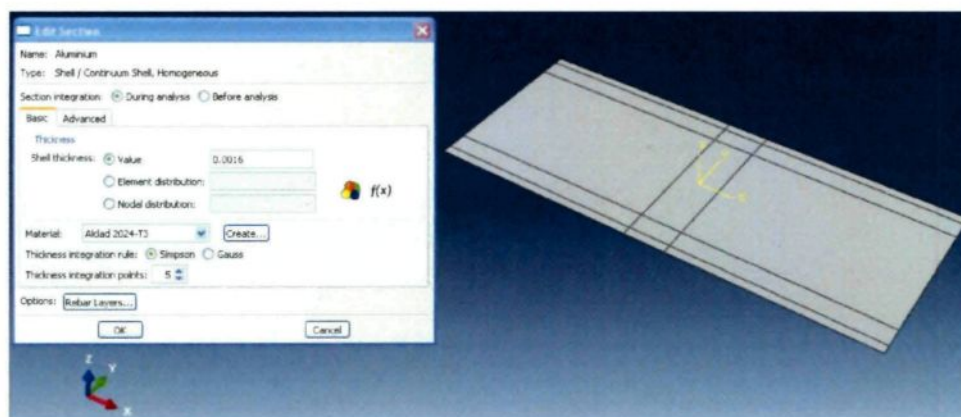 Edit Section
Name: Aluminium
Type: Shell / Continuum Shell, Homogeneous
Section integration: During analysis Before analysis
Basic Advanced
Thickness
Shell thickness: Value 0.0016
Element distribution:
Nodal distribution:
f(x)
Material: Alclad 2024-T3 Create...
Thickness integration rule: Simpson Gauss
Thickness integration points: 5
Options: Rebar Layers...
OK Cancel
Z
Y
X